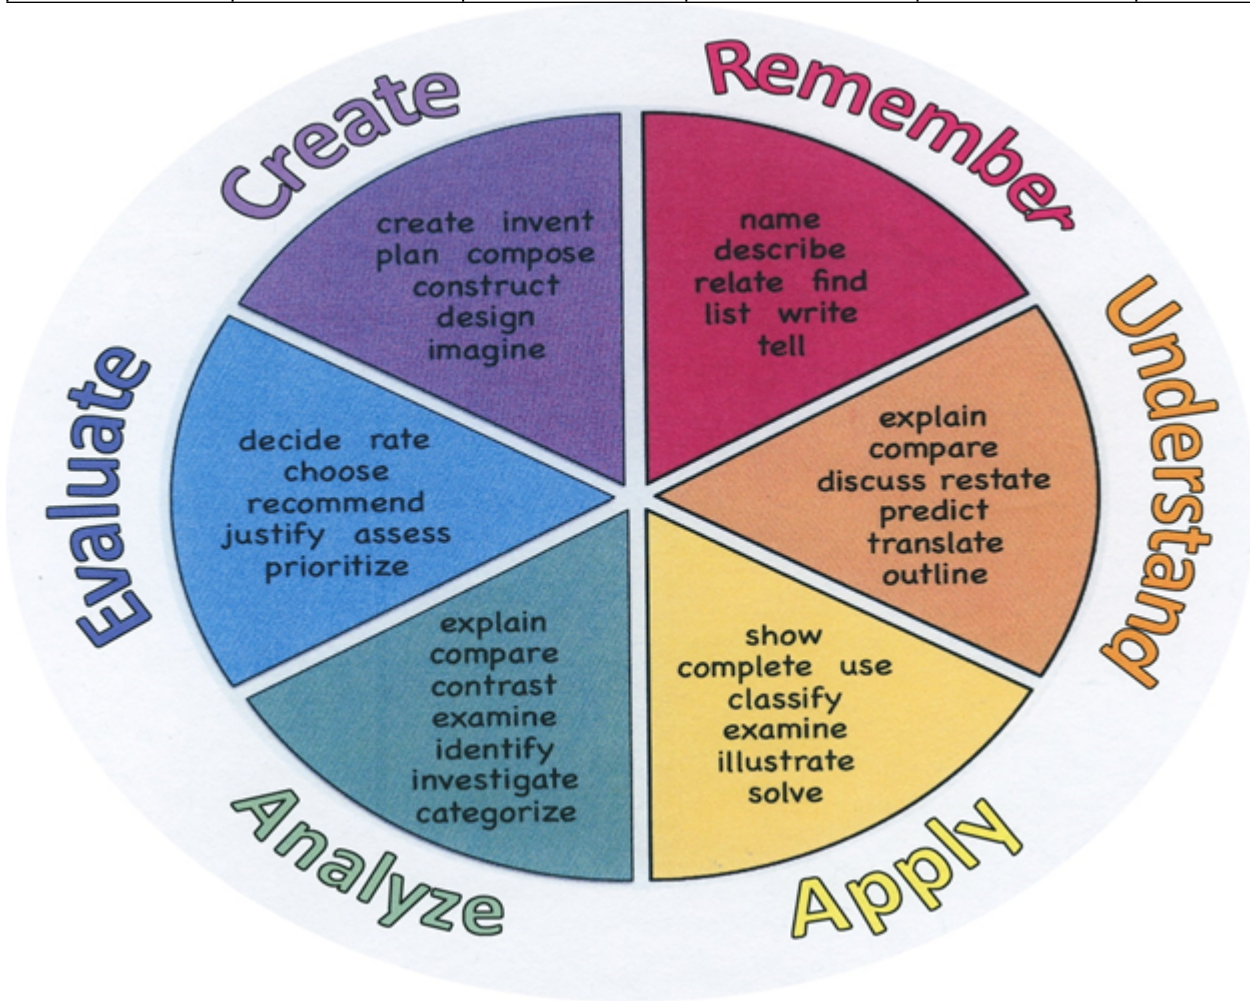 Remember
name
describe
relate find
list write
tell
Understand
explain
compare
discuss restate
predict
translate
outline
Apply
show
complete use
classify
examine
illustrate
solve
Analyze
explain
compare
contrast
examine
identify
investigate
categorize
Evaluate
decide rate
choose
recommend
justify assess
prioritize
Create
create invent
plan compose
construct
design
imagine